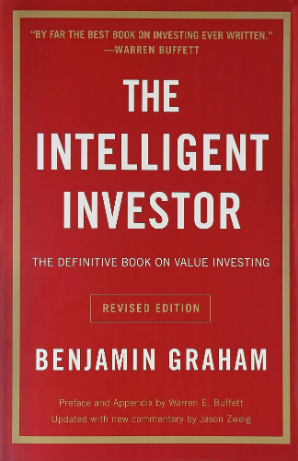 "BY FAR THE BEST BOOK ON INVESTING EVER WRITTEN."
—WARREN BUFFETT
THE
INTELLIGENT
INVESTOR
THE DEFINITIVE BOOK ON VALUE INVESTING
REVISED EDITION
BENJAMIN GRAHAM
Preface and Appendix by Warren E. Buffett
Updated with new commentary by Jason Zweig